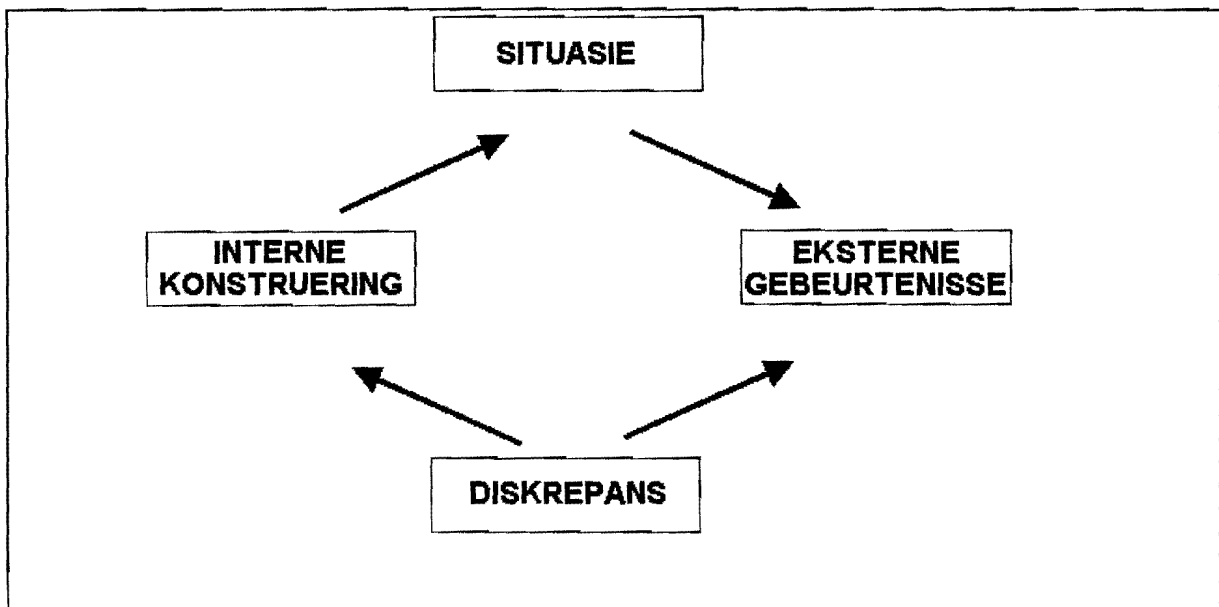 SITUASIE
INTERNE
KONSTRUERING
EKSTERNE
GEBEURTENISSE
DISKREPANS